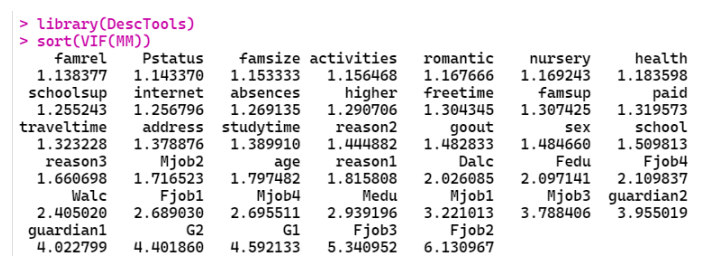 > library(DescTools)
> sort(VIF(MM))
famrel Pstatus famsize activities romantic nursery health
1.138377 1.143370 1.153333 1.156468 1.167666 1.169243 1.183598
schoolsup internet absences higher freetime famsup paid
1.255243 1.256796 1.269135 1.290706 1.304345 1.307425 1.319573
traveltime address studytime reason2 goout sex school
1.323228 1.378876 1.389910 1.444882 1.482833 1.484660 1.509813
reason3 Mjob2 age reason1 Dalc Fedu Fjob4
1.660698 1.716523 1.797482 1.815808 2.026085 2.097141 2.109837
Walc Fjob1 Mjob4 Medu Mjob1 Mjob3 guardian2
2.405020 2.689030 2.695511 2.939196 3.221013 3.788406 3.955019
guardian1 G2 G1 Fjob3 Fjob2
4.022799 4.401860 4.592133 5.340952 6.130967